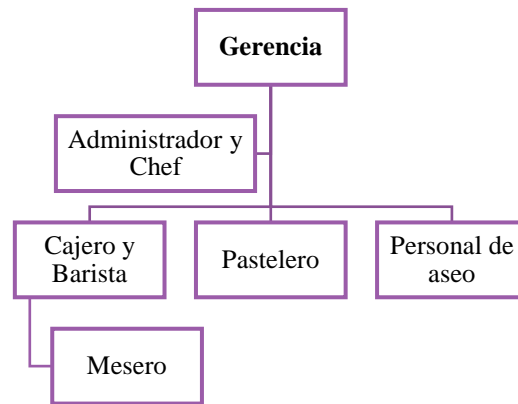 Gerencia
Administrador y
Chef
Cajero y
Barista
Pastelero
Personal de
aseo
Mesero